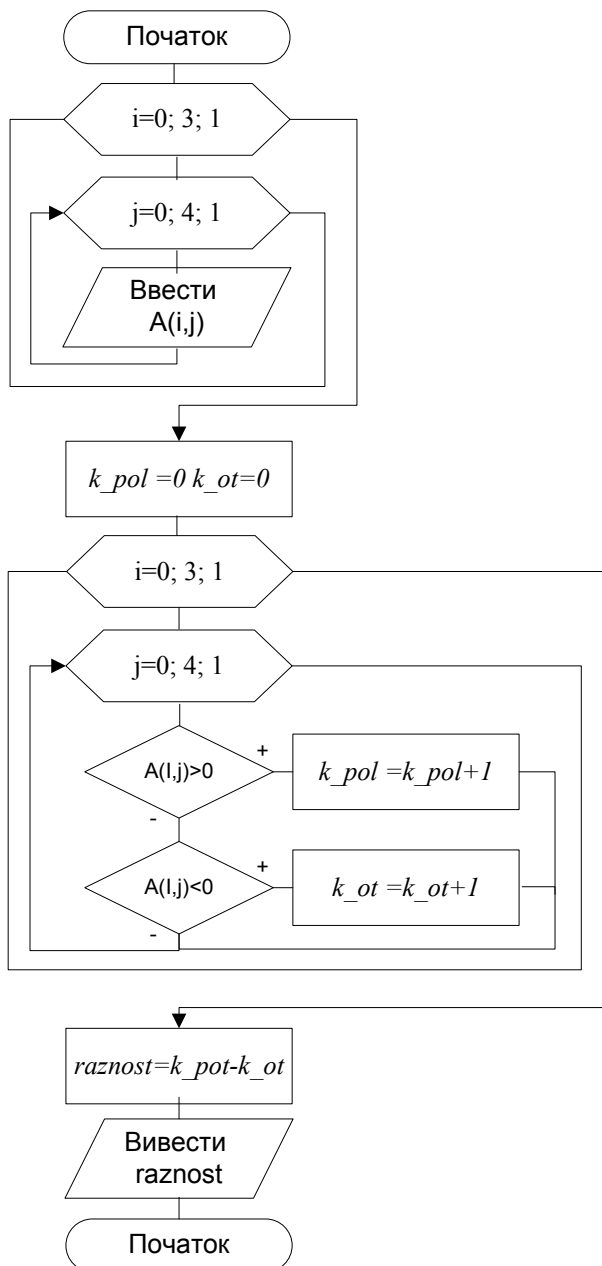 Початок
i=0; 3; 1
j=0; 4; 1
Ввести
A(i,j)
k_pol =0 k_ot=0
i=0; 3; 1
j=0; 4; 1
A(I,j)>0
+
k_pol =k_pol+1
-
A(I,j)<0
+
k_ot =k_ot+1
-
raznost=k_pot-k_ot
Вивести
raznost
Початок